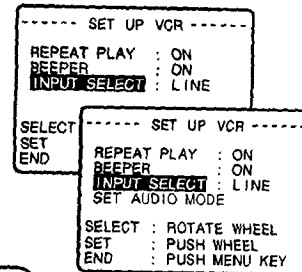 ------ SET UP VCR ------
REPEAT PLAY : ON
BEEPER : ON
INPUT SELECT : LINE
SELECT
SET
END
------ SET UP VCR ------
REPEAT PLAY : ON
BEEPER : ON
INPUT SELECT : LINE
SET AUDIO MODE
SELECT : ROTATE WHEEL
SET : PUSH WHEEL
END : PUSH MENU KEY